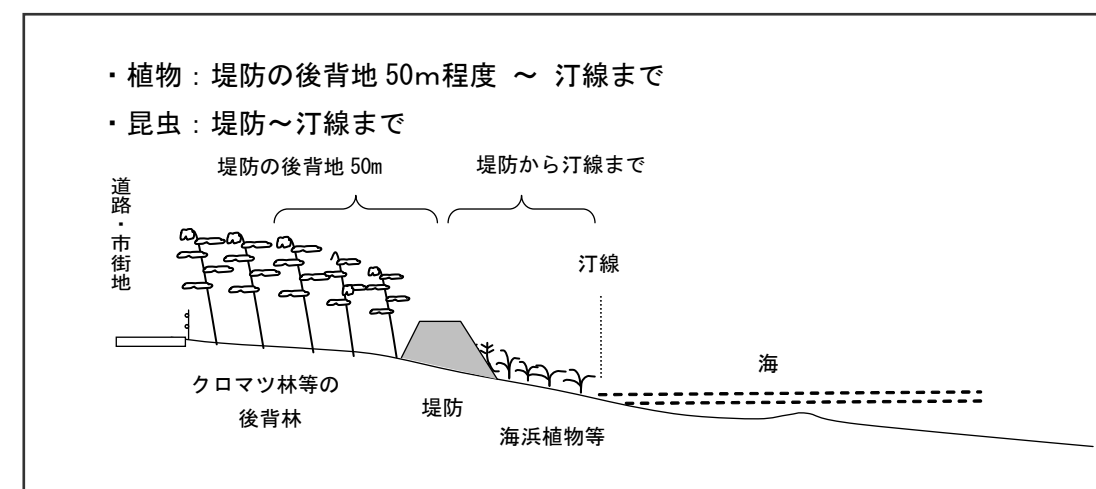 ・植物：堤防の後背地 50ｍ程度 ～ 汀線まで
・昆虫：堤防～汀線まで
堤防の後背地 50m
堤防から汀線まで
道路・市街地
汀線
海
クロマツ林等の
後背林
堤防
海浜植物等